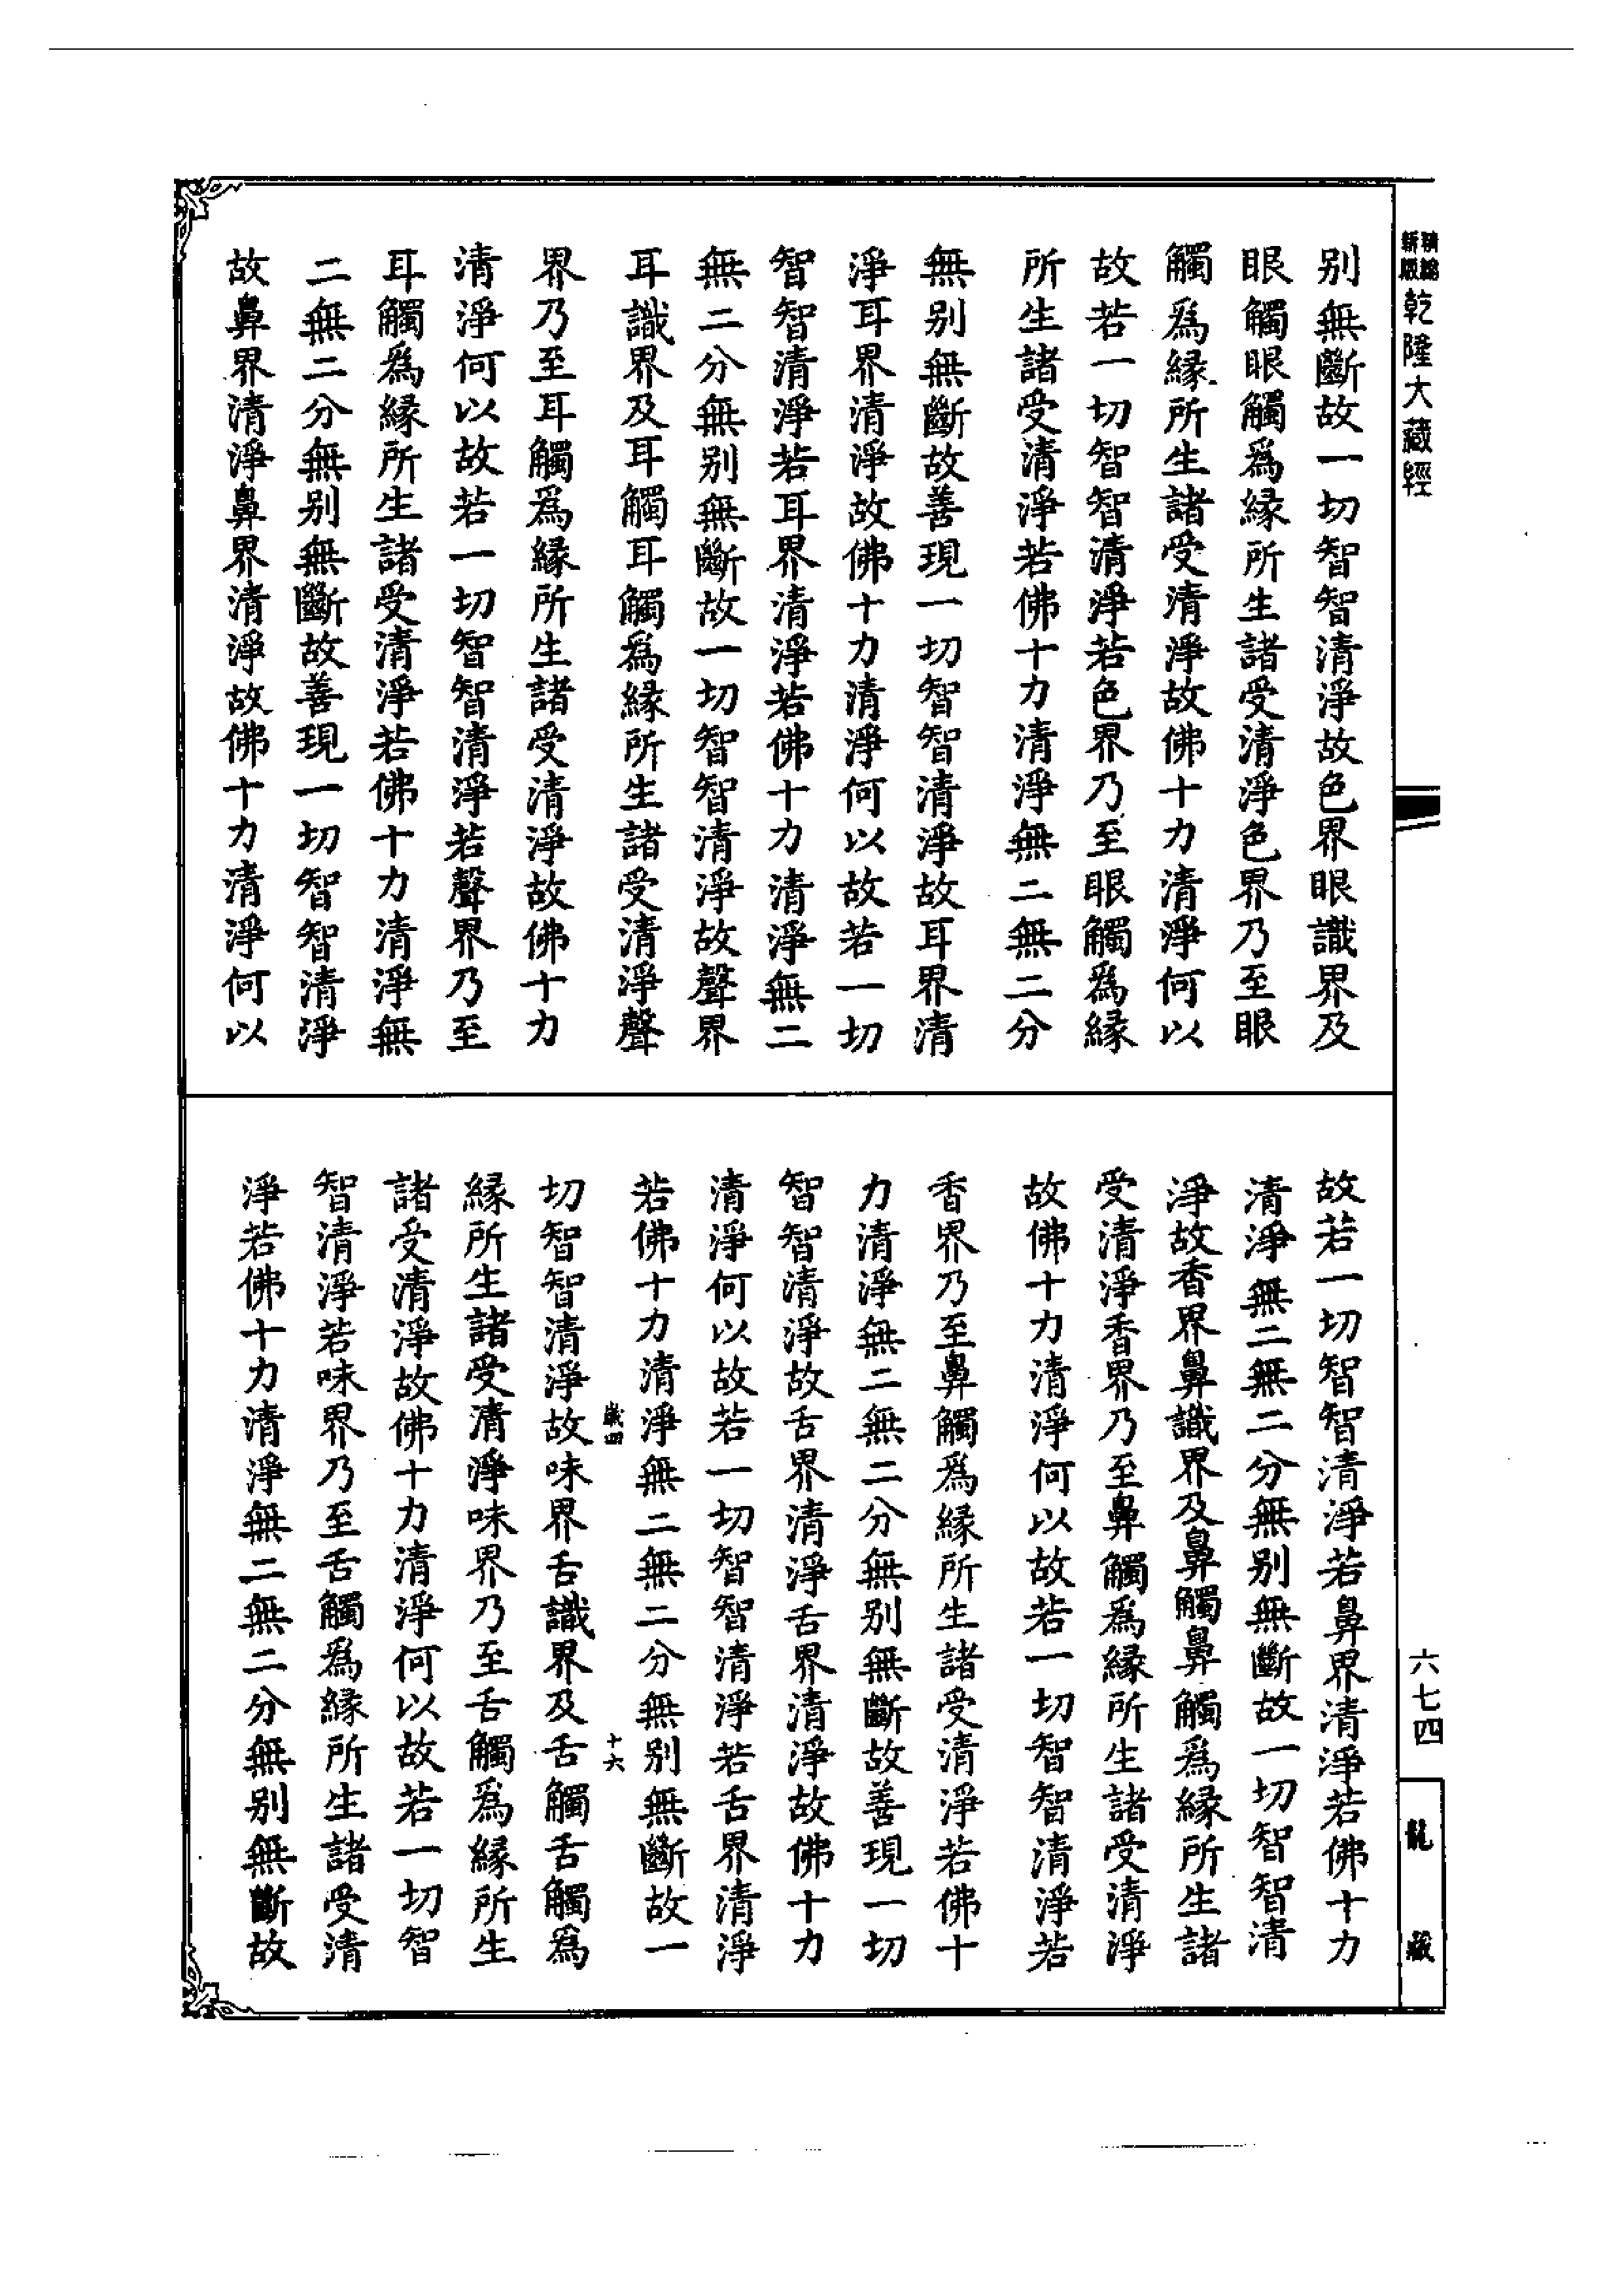 乾隆大藏經
六七四
龍藏
别無斷故一切智智清淨故色界眼識界及
眼觸眼觸爲縁所生諸受清淨色界乃至眼
觸爲縁所生諸受清淨故佛十力清淨何以
故若一切智智清淨若色界乃至眼觸爲縁
所生諸受清淨若佛十力清淨無二無二分
無别無斷故善現一切智智清淨故耳界清
淨耳界清淨故佛十力清淨何以故若一切
智智清淨若耳界清淨若佛十力清淨無二
無二分無别無斷故一切智智清淨故聲界
耳識界及耳觸耳觸爲縁所生諸受清淨聲
界乃至耳觸爲縁所生諸受清淨故佛十力
清淨何以故若一切智智清淨若聲界乃至
耳觸爲縁所生諸受清淨若佛十力清淨無
二無二分無别無斷故善現一切智智清淨
故鼻界清淨鼻界清淨故佛十力清淨何以
故若一切智智清淨若鼻界清淨若佛十力
清淨無二無二分無别無斷故一切智智清
淨故香界鼻識界及鼻觸鼻觸爲縁所生諸
受清淨香界乃至鼻觸爲縁所生諸受清淨
故佛十力清淨何以故若一切智智清淨若
香界乃至鼻觸爲縁所生諸受清淨若佛十
力清淨無二無二分無别無斷故善現一切
智智清淨故舌界清淨舌界清淨故佛十力
清淨何以故若一切智智清淨若舌界清淨
若佛十力清淨無二無二分無别無斷故一
十六
切智智清淨故味界舌識界及舌觸舌觸爲
縁所生諸受清淨味界乃至舌觸爲縁所生
諸受清淨故佛十力清淨何以故若一切智
智清淨若味界乃至舌觸爲縁所生諸受清
淨若佛十力清淨無二無二分無别無斷故